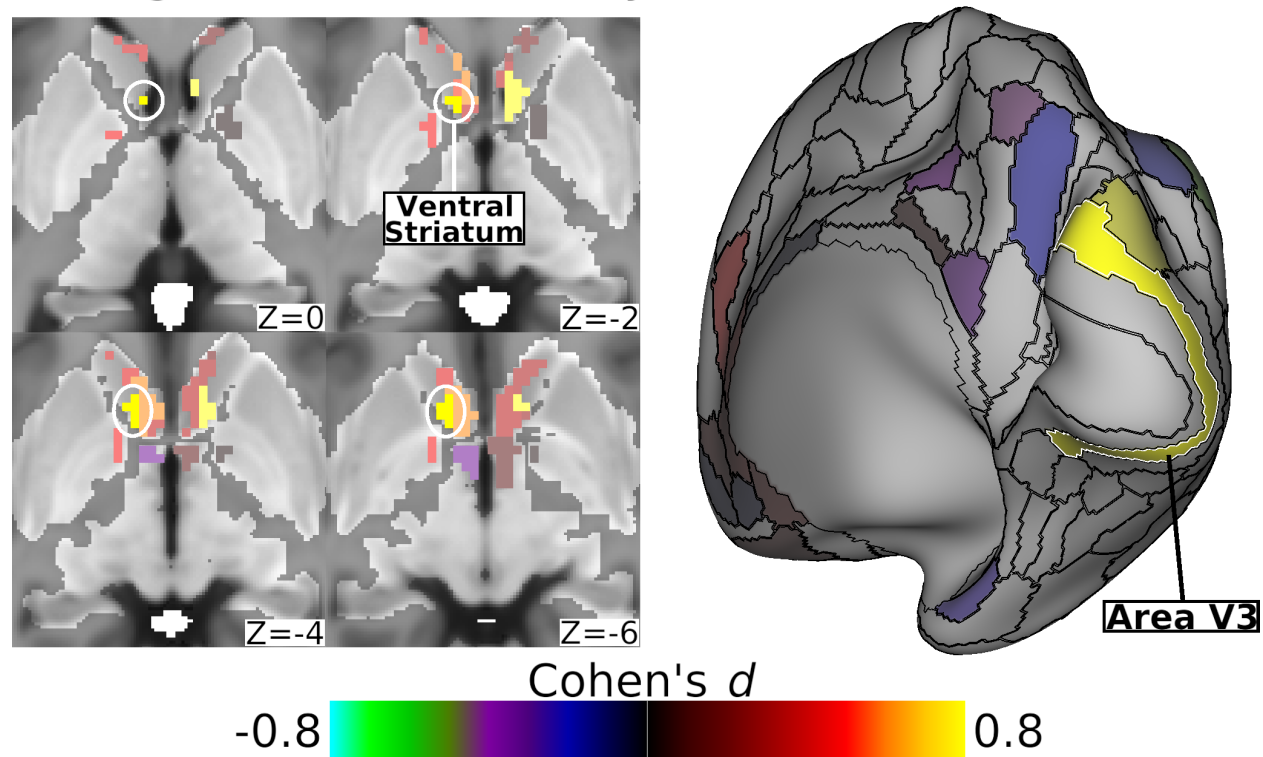 Ventral
Striatum
Z=0
Z=-2
Z=-4
Z=-6
Area V3
Cohen's d
-0.8
0.8